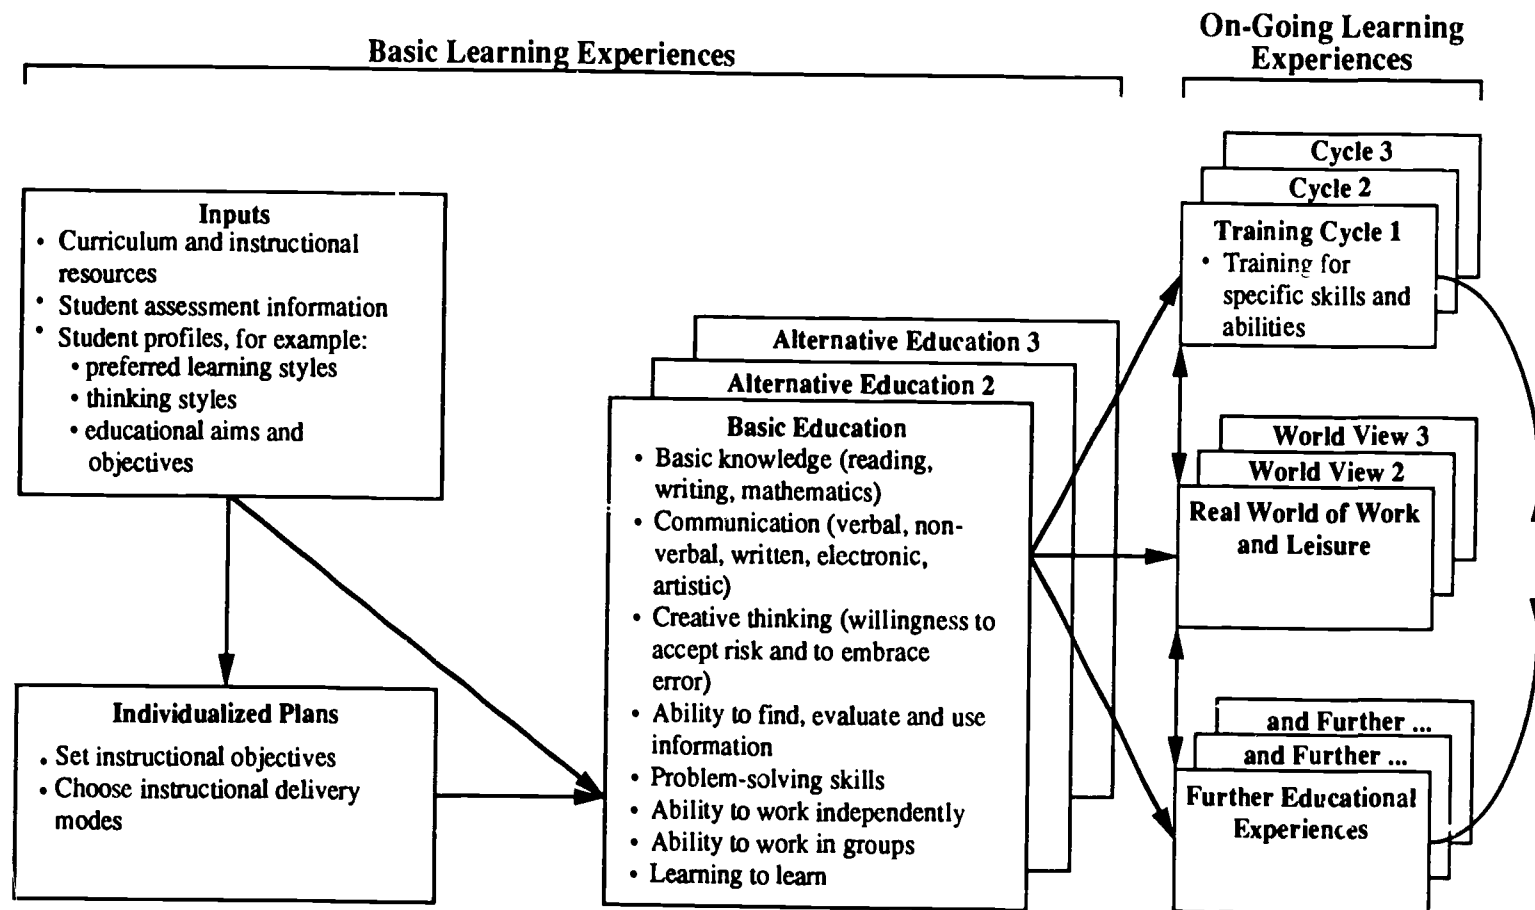 Basic Learning Experiences
On-Going Learning
Experiences
Inputs
• Curriculum and instructional
resources
• Student assessment information
• Student profiles, for example:
• preferred learning styles
• thinking styles
• educational aims and
objectives
Individualized Plans
• Set instructional objectives
• Choose instructional delivery
modes
Alternative Education 3
Alternative Education 2
Basic Education
• Basic knowledge (reading,
writing, mathematics)
• Communication (verbal, non-
verbal, written, electronic,
artistic)
• Creative thinking (willingness to
accept risk and to embrace
error)
• Ability to find, evaluate and use
information
• Problem-solving skills
• Ability to work independently
• Ability to work in groups
• Learning to learn
Cycle 3
Cycle 2
Training Cycle 1
• Training for
specific skills and
abilities
World View 3
World View 2
Real World of Work
and Leisure
and Further ...
and Further ...
Further Educational
Experiences